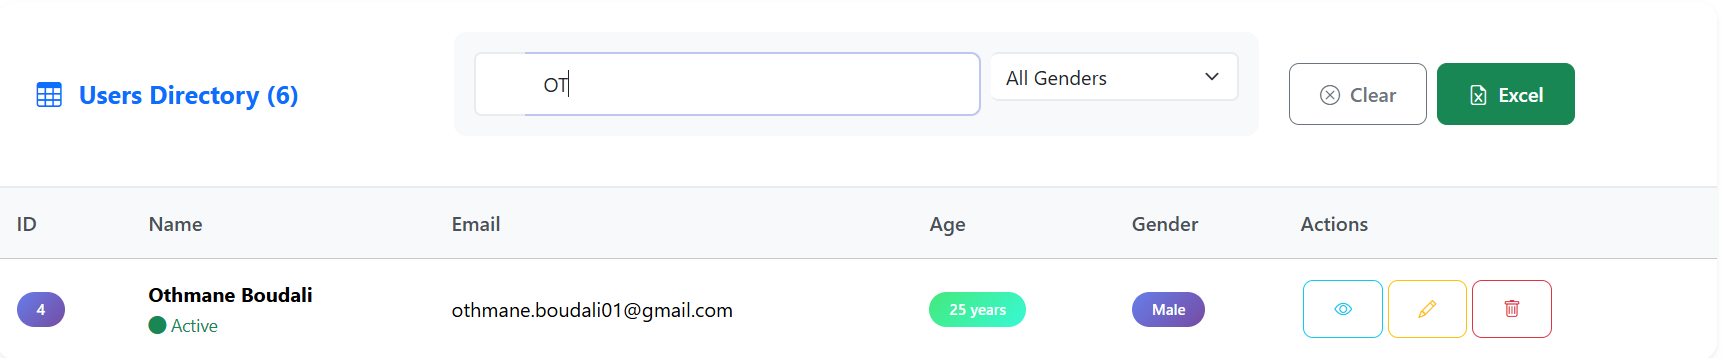 Users Directory (6)
OT
All Genders
Clear
Excel
ID Name Email Age Gender Actions
4 Othmane Boudali othmane.boudali01@gmail.com 25 years Male
Active